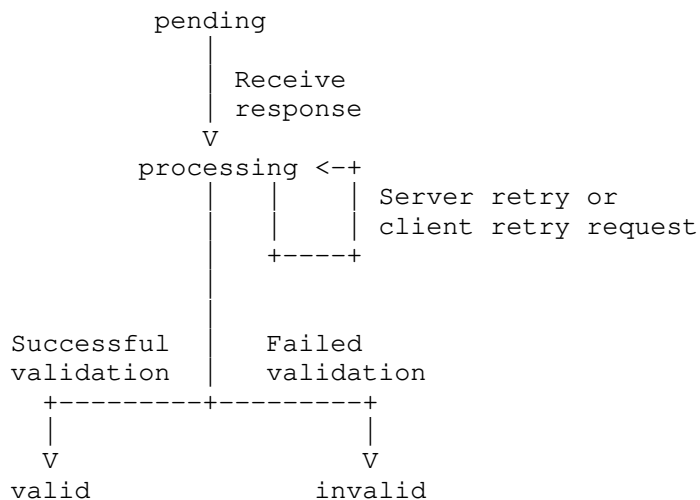 pending
Receive
response
V
processing <-+
Server retry or
client retry request
+----+
Successful Failed
validation validation
+---------+---------+
V V
valid invalid